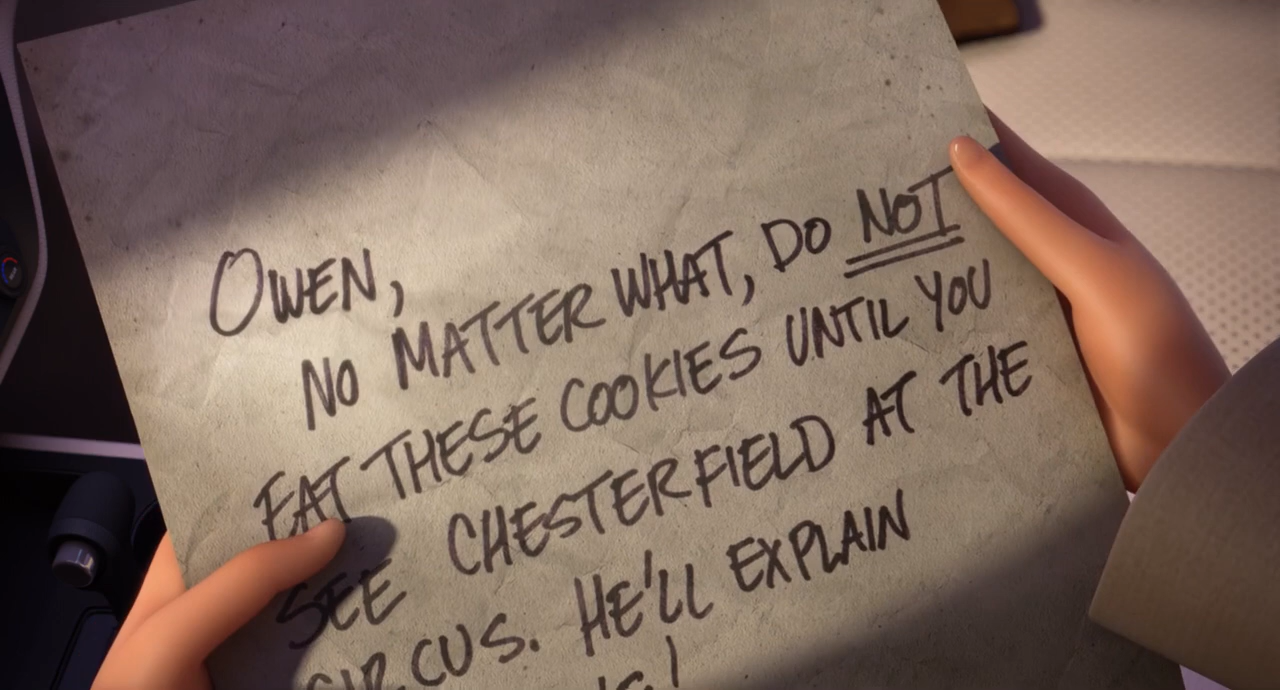 OWEN,
NO MATTER WHAT, DO NOT
EAT THESE COOKIES UNTIL YOU
SEE CHESTERFIELD AT THE
CIRCUS. HE'LL EXPLAIN